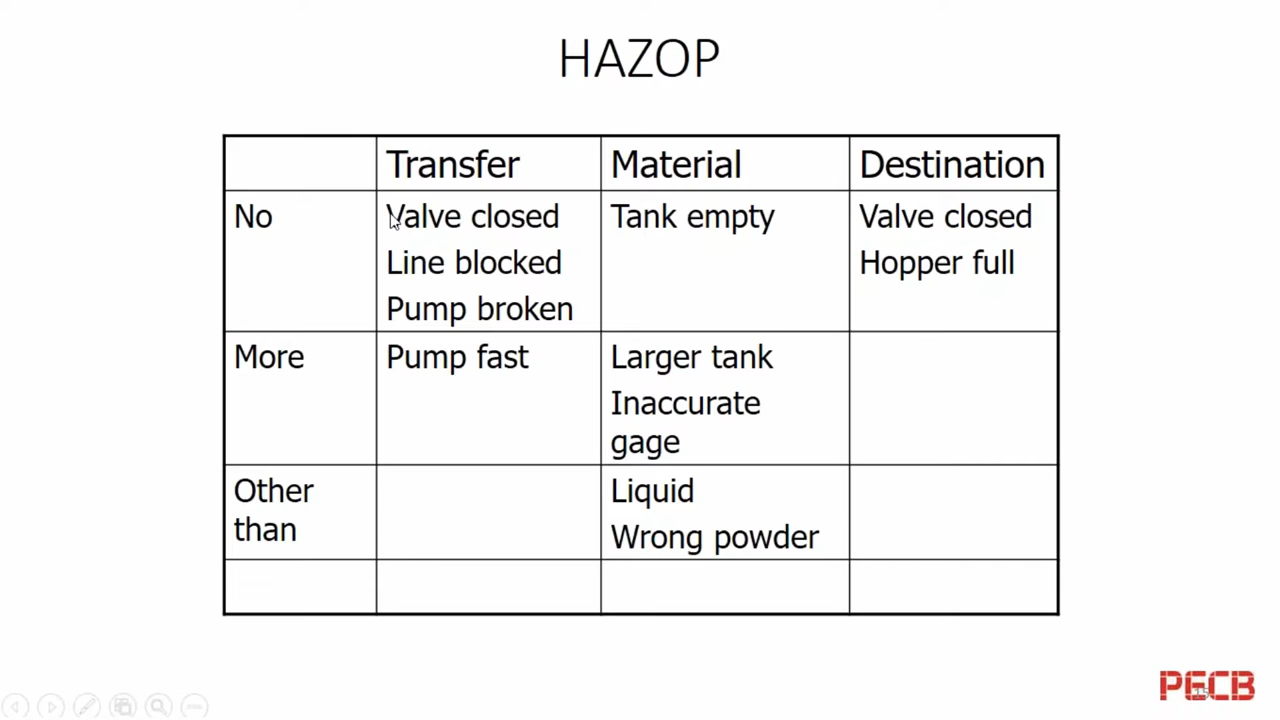 HAZOP
Transfer Material Destination
No Valve closed Tank empty Valve closed
Line blocked Hopper full
Pump broken
More Pump fast Larger tank
Inaccurate
gage
Other Liquid
than Wrong powder
PECB
15